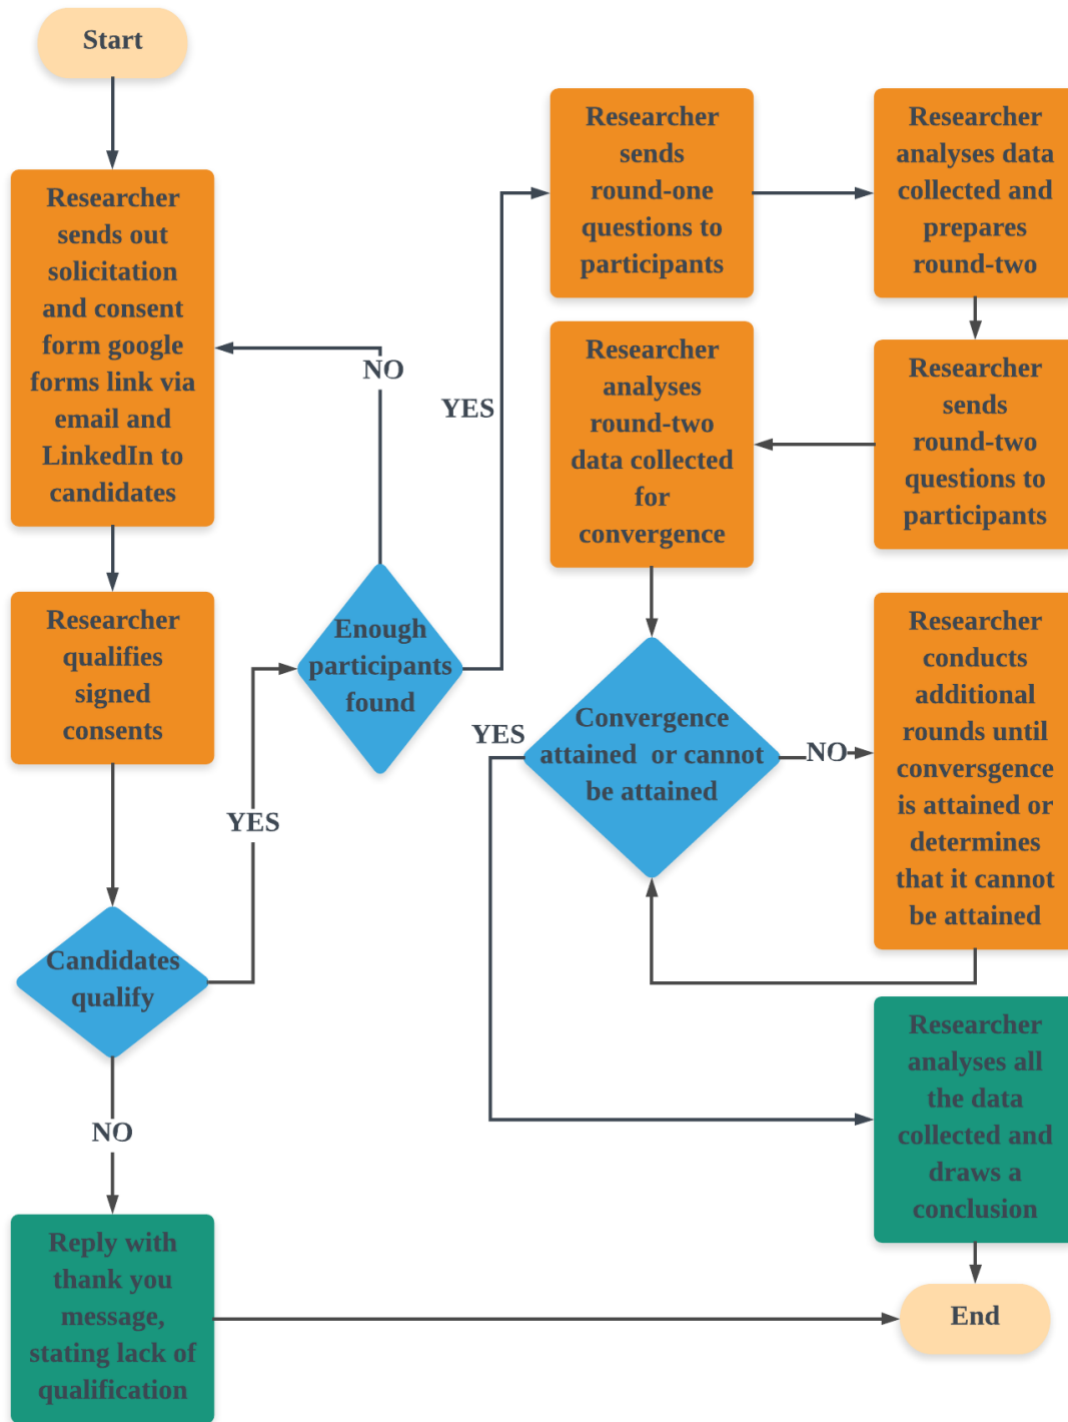 Start
Researcher
sends out
solicitation
and consent
form google
forms link via
email and
LinkedIn to
candidates
Researcher
qualifies
signed
consents
Candidates
qualify
NO
Reply with
thank you
message,
stating lack of
qualification
YES
Enough
participants
found
NO
YES
Researcher
sends
round-one
questions to
participants
Researcher
analyses data
collected and
prepares
round-two
Researcher
sends
round-two
questions to
participants
Researcher
analyses
round-two
data collected
for
convergence
Convergence
attained or cannot
be attained
NO
Researcher
conducts
additional
rounds until
conversgence
is attained or
determines
that it cannot
be attained
YES
Researcher
analyses all
the data
collected and
draws a
conclusion
End